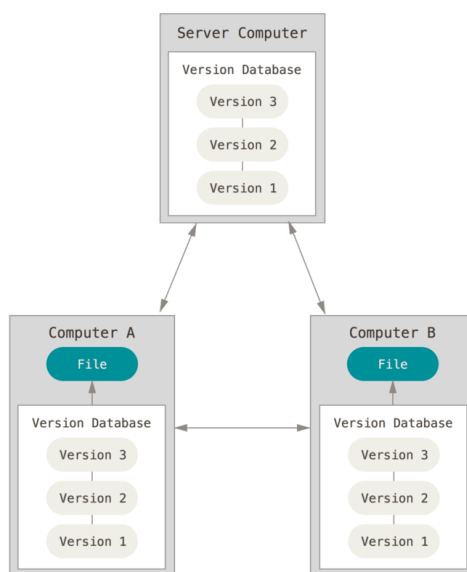 Server Computer
Version Database
Version 3
Version 2
Version 1
Computer A
File
Version Database
Version 3
Version 2
Version 1
Computer B
File
Version Database
Version 3
Version 2
Version 1